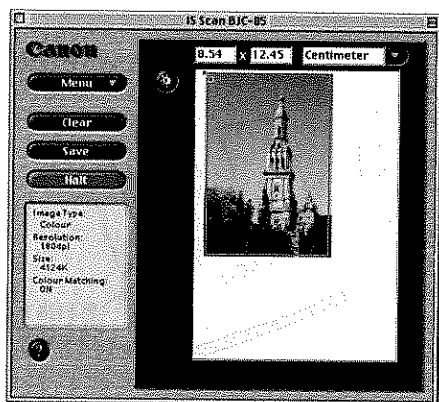 IS Scan BJC-85
Canon
8.54 x 12.45 Centimeter
Menu
Clear
Save
Halt
Image Type:
Colour
Resolution:
180dpi
Size:
4124K
Colour Matching:
ON
?